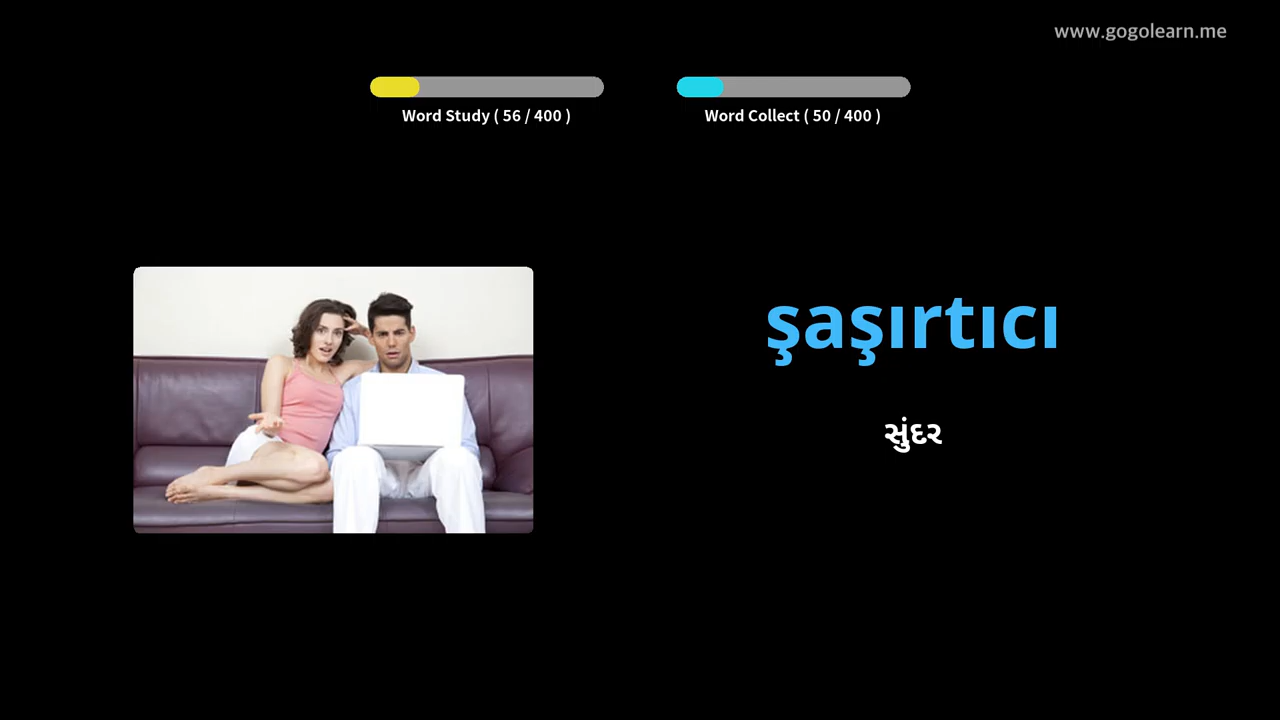 www.gogolearn.me
Word Study ( 56 / 400 )
Word Collect ( 50 / 400 )
şaşırtıcı
સુંદર